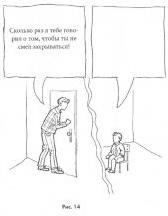 Сколько раз я тебе гово-
рил о том, чтобы ты не
смел закрываться!
Рис. 14